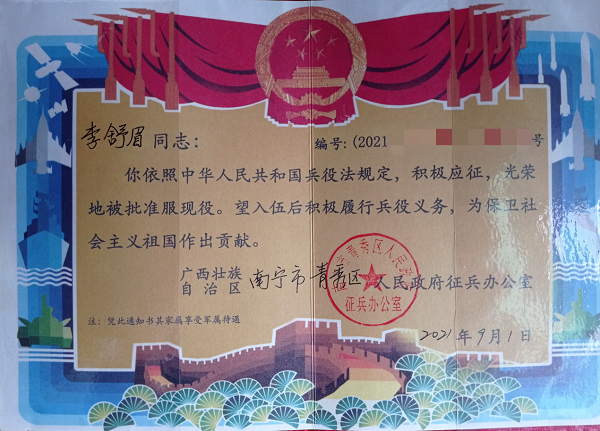 李舒眉 同志： 编号：(2021 号
你依照中华人民共和国兵役法规定，积极应征，光荣
地被批准服现役。望入伍后积极履行兵役义务，为保卫社
会主义祖国作出贡献。
广西壮族
自治区 南宁市青秀区 人民政府征兵办公室
征兵办公室
注：凭此通知书其家属享受军属待遇
2021年9月1日